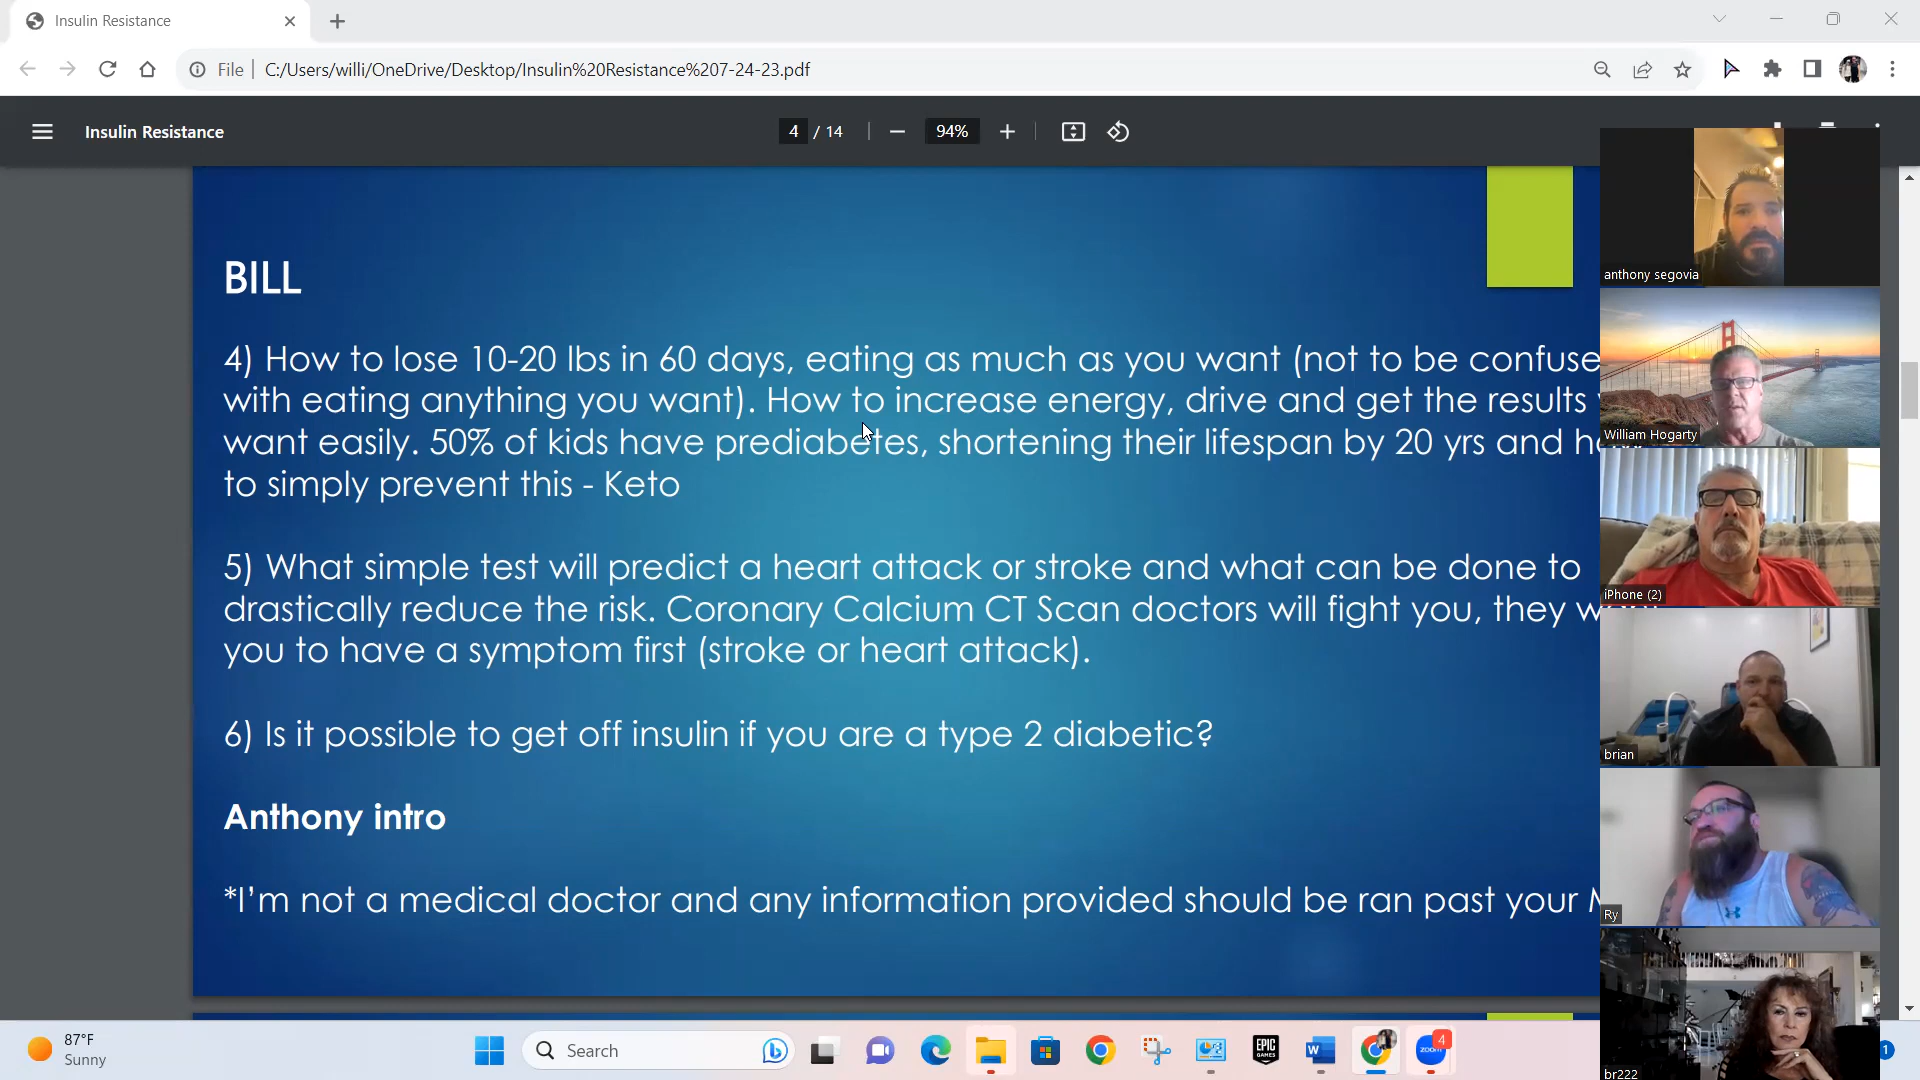 Insulin Resistance
File
C:/Users/willi/OneDrive/Desktop/Insulin%20Resistance%207-24-23.pdf
Insulin Resistance
4 / 14
94%
BILL
4) How to lose 10-20 lbs in 60 days, eating as much as you want (not to be confuse
with eating anything you want). How to increase energy, drive and get the results
want easily. 50% of kids have prediabetes, shortening their lifespan by 20 yrs and
to simply prevent this - Keto
5) What simple test will predict a heart attack or stroke and what can be done to
drastically reduce the risk. Coronary Calcium CT Scan doctors will fight you, they
you to have a symptom first (stroke or heart attack).
6) Is it possible to get off insulin if you are a type 2 diabetic?
Anthony intro
*I'm not a medical doctor and any information provided should be ran past your
anthony segovia
William Hogarty
iPhone (2)
brian
Ry
br222
87°F
Sunny
Search
EPIC
GAMES
W
zoom
4
1